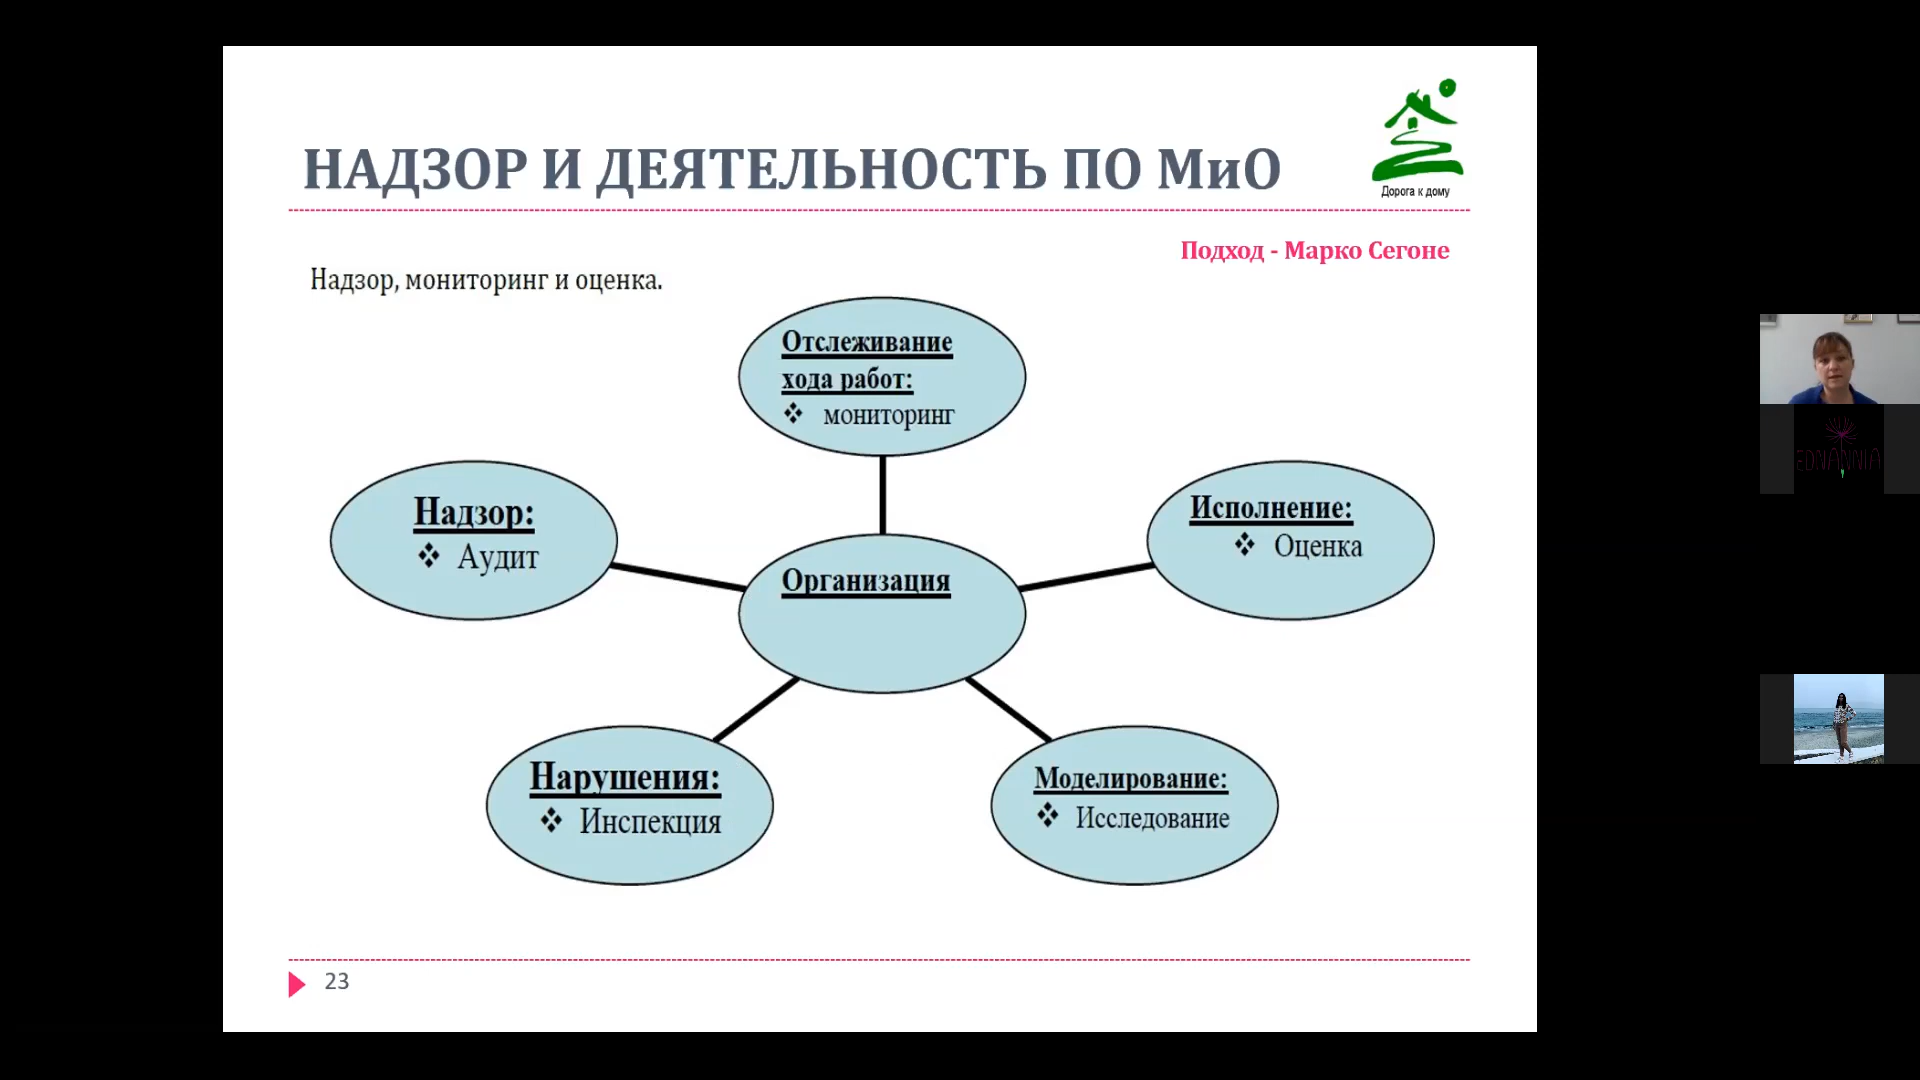 НАДЗОР И ДЕЯТЕЛЬНОСТЬ ПО МиО
Дорога к дому
Подход - Марко Сегоне
Надзор, мониторинг и оценка.
Отслеживание
хода работ:
❖ мониторинг
Надзор:
❖ Аудит
Исполнение:
❖ Оценка
Организация
Нарушения:
❖ Инспекция
Моделирование:
❖ Исследование
23
EDNANNIA